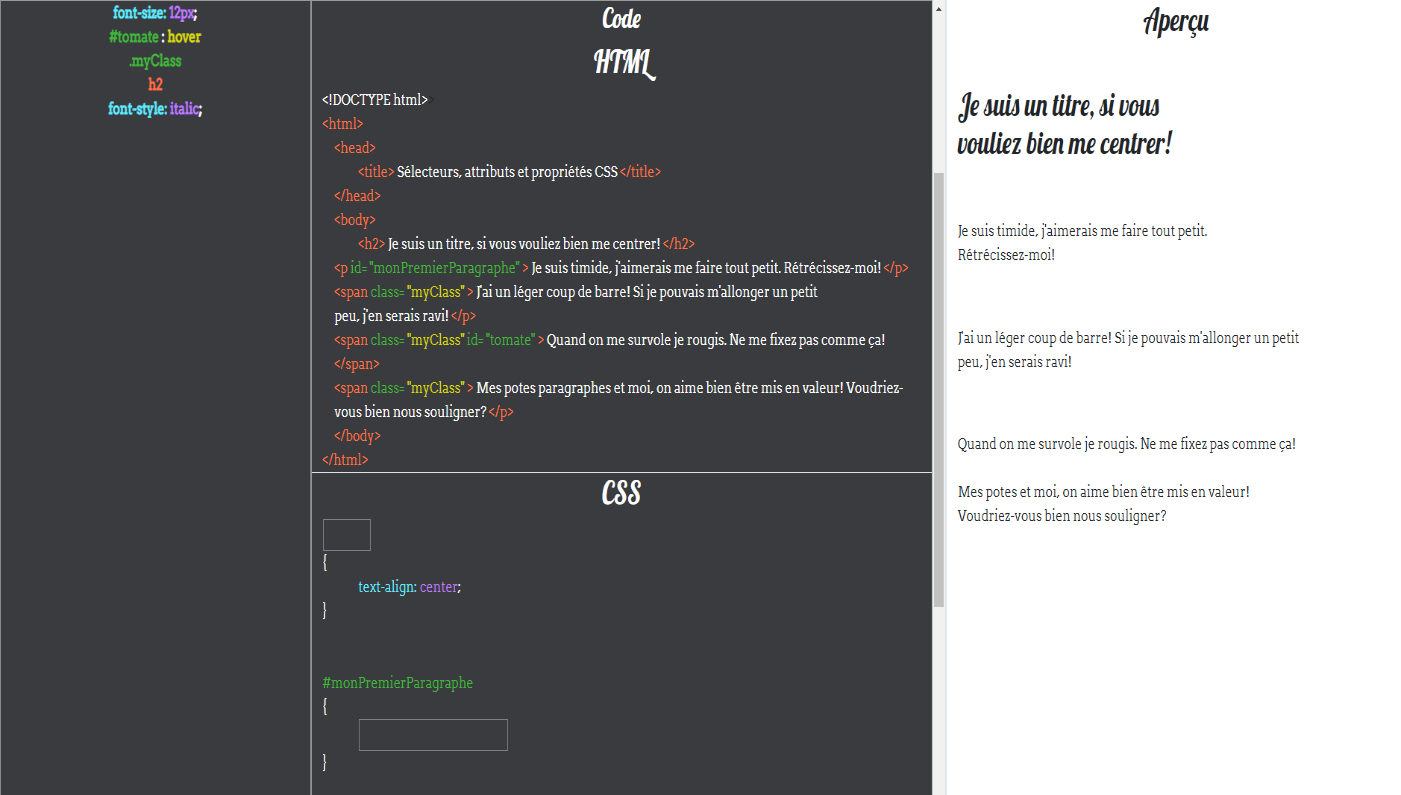 font-size: 12px;
#tomate : hover
.myClass
h2
font-style: italic;
Code
HTML
<!DOCTYPE html>
<html>
<head>
<title> Sélecteurs, attributs et propriétés CSS </title>
</head>
<body>
<h2> Je suis un titre, si vous vouliez bien me centrer! </h2>
<p id= "monPremierParagraphe" > Je suis timide, j'aimerais me faire tout petit. Rétrécissez-moi! </p>
<span class= "myClass" > J'ai un léger coup de barre! Si je pouvais m'allonger un petit
peu, j'en serais ravi! </p>
<span class= "myClass" id= "tomate" > Quand on me survole je rougis. Ne me fixez pas comme ça!
</span>
<span class= "myClass" > Mes potes paragraphes et moi, on aime bien être mis en valeur! Voudriez-
vous bien nous souligner? </p>
</body>
</html>
CSS
{
text-align: center;
}
#monPremierParagraphe
{
}
Aperçu
Je suis un titre, si vous
vouliez bien me centrer!
Je suis timide, j'aimerais me faire tout petit.
Rétrécissez-moi!
J'ai un léger coup de barre! Si je pouvais m'allonger un petit
peu, j'en serais ravi!
Quand on me survole je rougis. Ne me fixez pas comme ça!
Mes potes et moi, on aime bien être mis en valeur!
Voudriez-vous bien nous souligner?